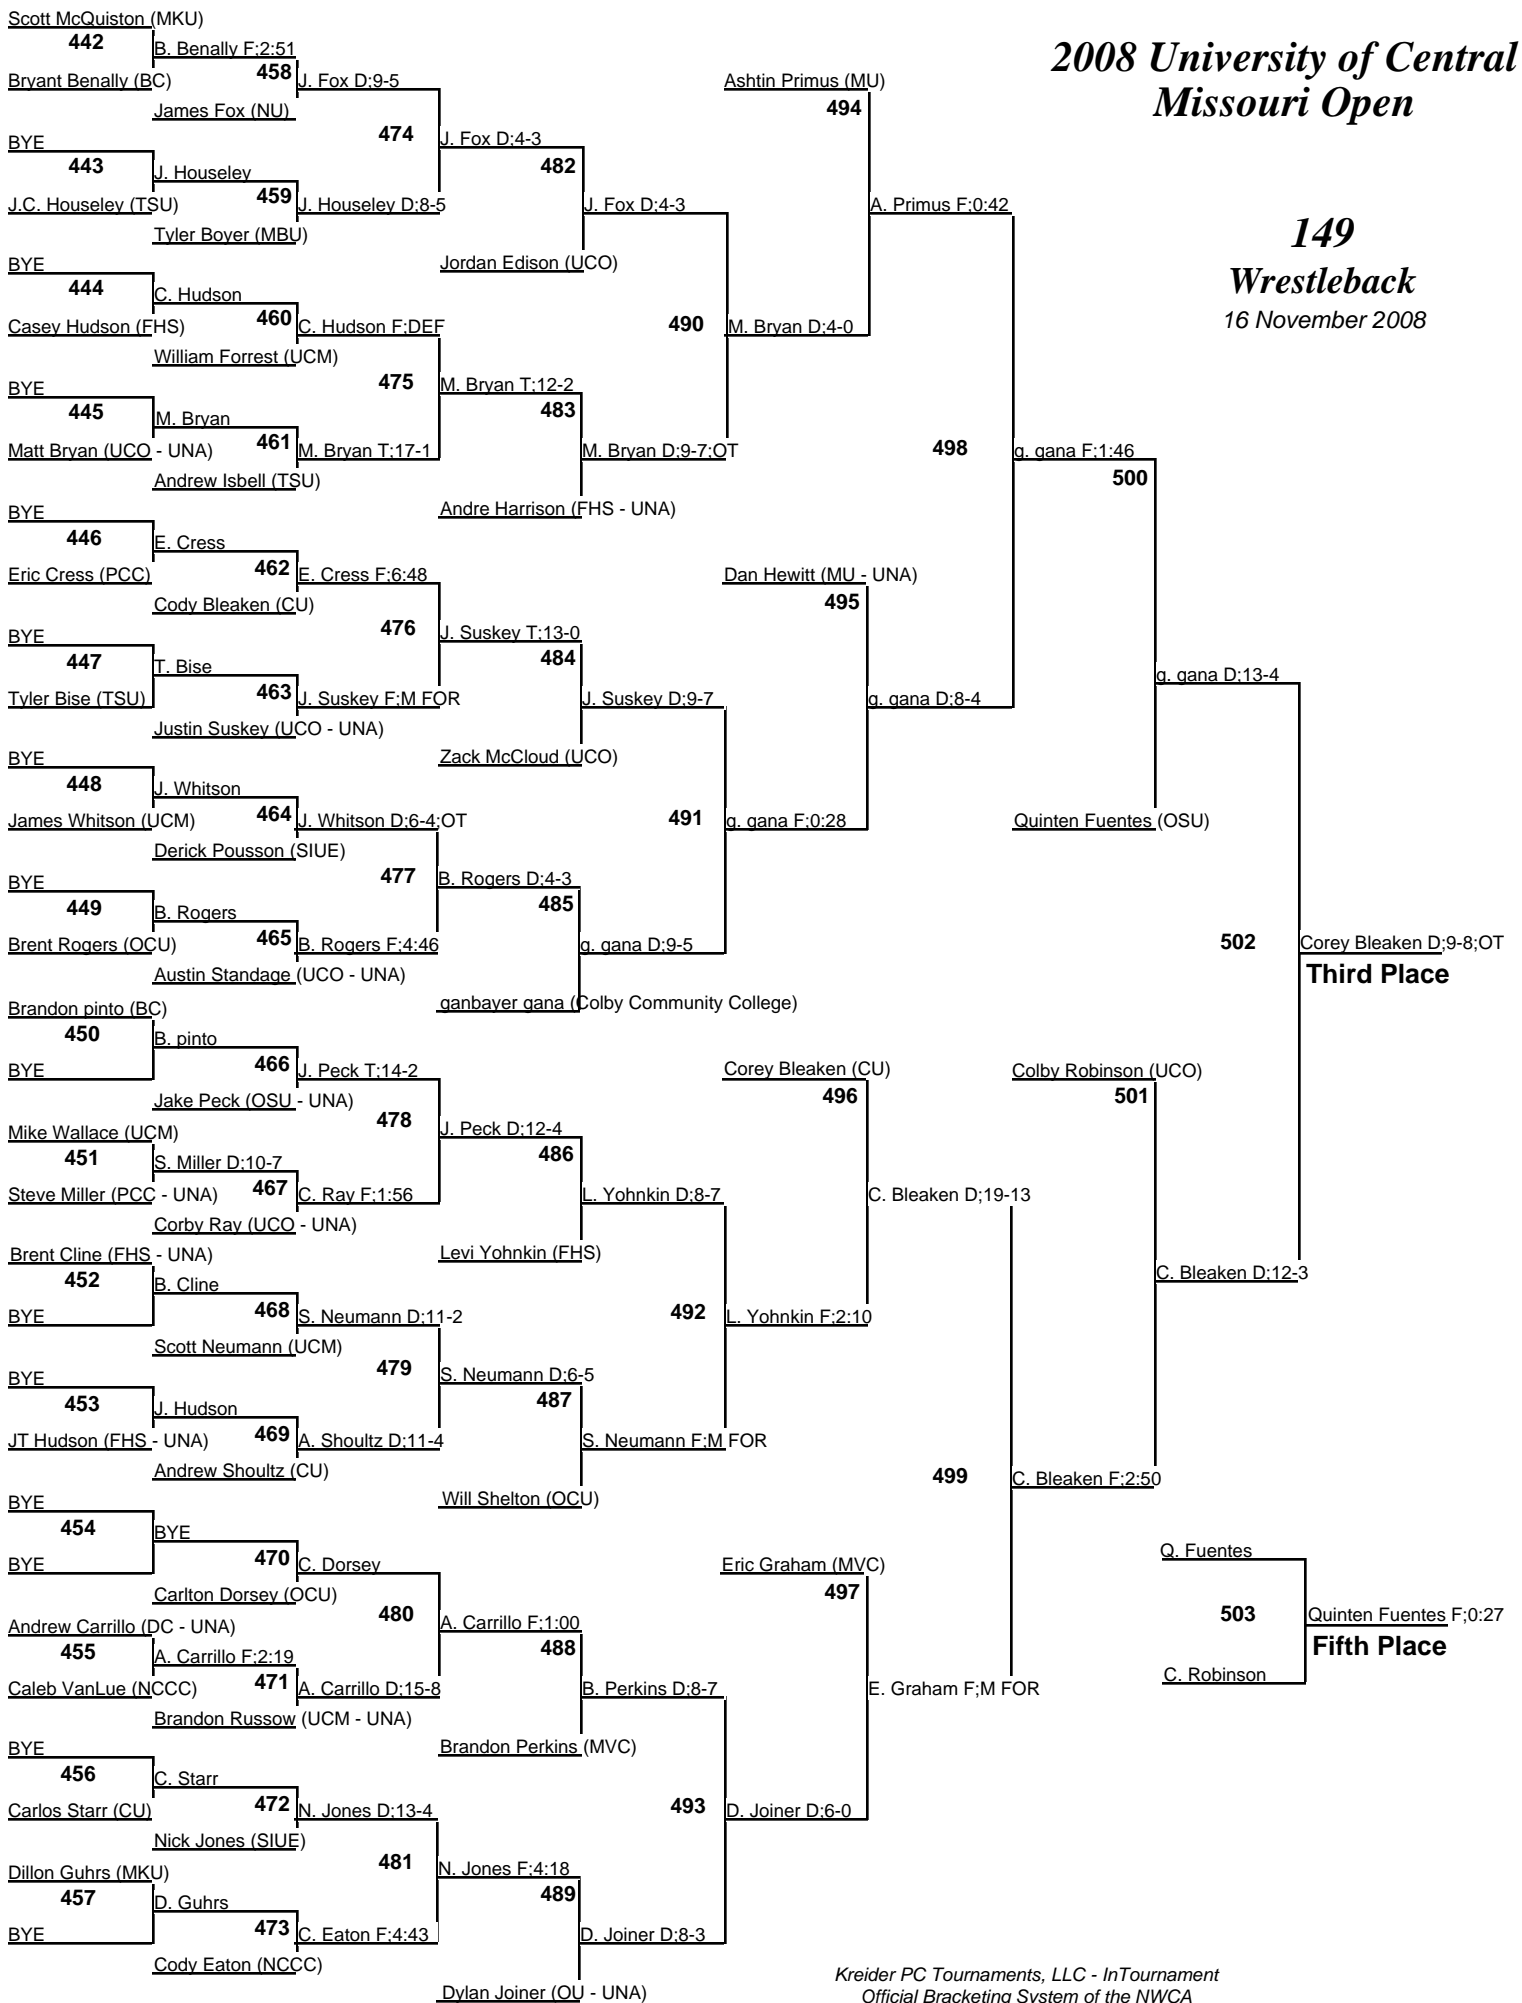 Scott McQuiston (MKU)
442
B. Benally F;2:51
Bryant Benally (BC)
458
J. Fox D;9-5
James Fox (NU)
BYE
443
J. Houseley
J.C. Houseley (TSU)
459
J. Houseley D;8-5
Tyler Boyer (MBU)
474
J. Fox D;4-3
482
J. Fox D;4-3
Jordan Edison (UCO)
BYE
444
C. Hudson
Casey Hudson (FHS)
460
C. Hudson F;DEF
William Forrest (UCM)
BYE
445
M. Bryan
Matt Bryan (UCO - UNA)
461
M. Bryan T;17-1
Andrew Isbell (TSU)
475
M. Bryan T;12-2
483
M. Bryan D;9-7;OT
Andre Harrison (FHS - UNA)
490
M. Bryan D;4-0
Ashtin Primus (MU)
494
A. Primus F;0:42
2008 University of Central
Missouri Open
149
Wrestleback
16 November 2008
BYE
446
E. Cress
Eric Cress (PCC)
462
E. Cress F;6:48
Cody Bleaken (CU)
BYE
447
T. Bise
Tyler Bise (TSU)
463
J. Suskey F;M FOR
Justin Suskey (UCO - UNA)
476
J. Suskey T;13-0
484
J. Suskey D;9-7
Zack McCloud (UCO)
BYE
448
J. Whitson
James Whitson (UCM)
464
J. Whitson D;6-4;OT
Derick Pousson (SIUE)
BYE
449
B. Rogers
Brent Rogers (OCU)
465
B. Rogers F;4:46
Austin Standage (UCO - UNA)
477
B. Rogers D;4-3
485
g. gana D;9-5
ganbayer gana (Colby Community College)
491
g. gana F;0:28
Dan Hewitt (MU - UNA)
495
g. gana D;8-4
498
g. gana F;1:46
500
g. gana D;13-4
Quinten Fuentes (OSU)
502
Corey Bleaken D;9-8;OT
Third Place
Brandon pinto (BC)
450
B. pinto
BYE
466
J. Peck T;14-2
Jake Peck (OSU - UNA)
Mike Wallace (UCM)
451
S. Miller D;10-7
Steve Miller (PCC - UNA)
467
C. Ray F;1:56
Corby Ray (UCO - UNA)
478
J. Peck D;12-4
486
L. Yohnkin D;8-7
Levi Yohnkin (FHS)
Brent Cline (FHS - UNA)
452
B. Cline
BYE
468
S. Neumann D;11-2
Scott Neumann (UCM)
BYE
453
J. Hudson
JT Hudson (FHS - UNA)
469
A. Shoultz D;11-4
Andrew Shoultz (CU)
479
S. Neumann D;6-5
487
S. Neumann F;M FOR
Will Shelton (OCU)
492
L. Yohnkin F;2:10
Corey Bleaken (CU)
496
C. Bleaken D;19-13
Colby Robinson (UCO)
501
C. Bleaken D;12-3
499
C. Bleaken F;2:50
BYE
454
BYE
BYE
470
C. Dorsey
Carlton Dorsey (OCU)
Andrew Carrillo (DC - UNA)
455
A. Carrillo F;2:19
Caleb VanLue (NCCC)
471
A. Carrillo D;15-8
Brandon Russow (UCM - UNA)
480
A. Carrillo F;1:00
488
B. Perkins D;8-7
Brandon Perkins (MVC)
BYE
456
C. Starr
Carlos Starr (CU)
472
N. Jones D;13-4
Nick Jones (SIUE)
Dillon Guhrs (MKU)
457
D. Guhrs
BYE
473
C. Eaton F;4:43
Cody Eaton (NCCC)
481
N. Jones F;4:18
489
D. Joiner D;8-3
Dylan Joiner (OU - UNA)
493
D. Joiner D;6-0
Eric Graham (MVC)
497
E. Graham F;M FOR
Q. Fuentes
503
Quinten Fuentes F;0:27
Fifth Place
C. Robinson
Kreider PC Tournaments, LLC - InTournament
Official Bracketing System of the NWCA